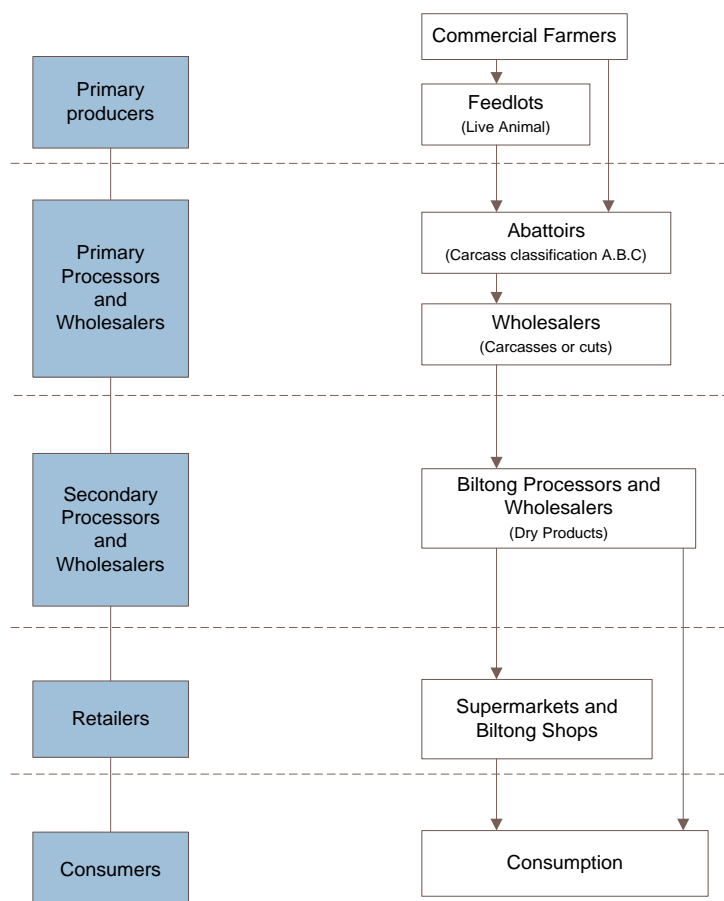 Commercial Farmers
Primary
producers
Feedlots
(Live Animal)
Primary
Processors
and
Wholesalers
Abattoirs
(Carcass classification A.B.C)
Wholesalers
(Carcasses or cuts)
Secondary
Processors
and
Wholesalers
Biltong Processors and
Wholesalers
(Dry Products)
Retailers
Supermarkets and
Biltong Shops
Consumers
Consumption